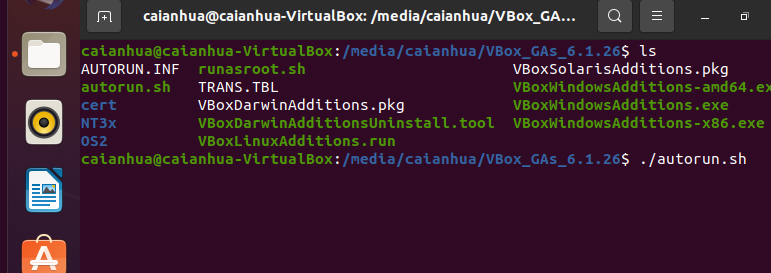 caianhua@caianhua-VirtualBox: /media/caianhua/VBox_GA...
caianhua@caianhua-VirtualBox:/media/caianhua/VBox_GAs_6.1.26$ ls
AUTORUN.INF runasroot.sh VBoxSolarisAdditions.pkg
autorun.sh TRANS.TBL VBoxWindowsAdditions-amd64.ex
cert VBoxDarwinAdditions.pkg VBoxWindowsAdditions.exe
NT3x VBoxDarwinAdditionsUninstall.tool VBoxWindowsAdditions-x86.exe
OS2 VBoxLinuxAdditions.run
caianhua@caianhua-VirtualBox:/media/caianhua/VBox_GAs_6.1.26$ ./autorun.sh